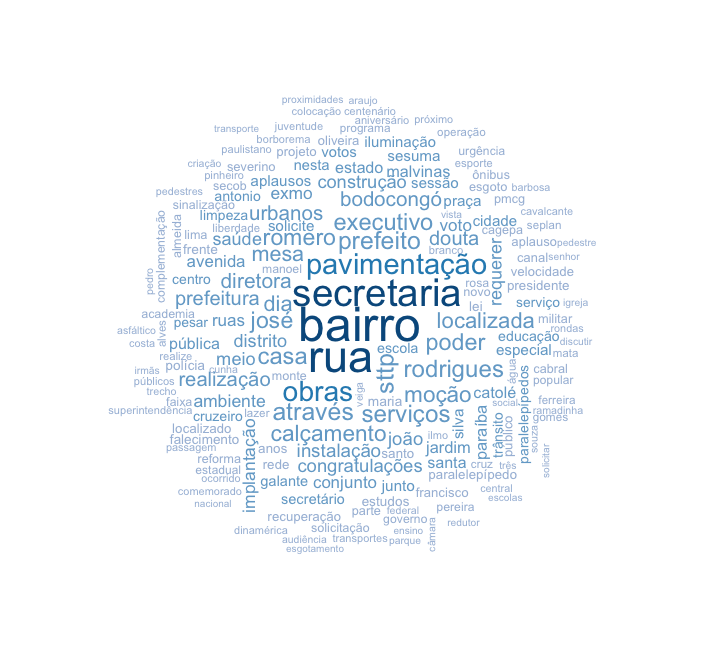 proximidades araujo
colocação centenário
aniversário próximo
transporte juventude programa operação
borborema oliveira iluminação
paulistano projeto votos sesuma urgência
criação severino nesta estado malvinas esporte
pinheiro aplausos construção sessão ônibus
pedestres secob antonio exmo bodocongó praça esgoto barbosa
sinalização limpeza urbanos executivo vista voto cidade pmcg cavalcante
almeida liberdade solicite cagepa seplan
complementação lima saúde romero prefeito douta aplauso pedestre
frente mesa branco requerer canal senhor
pedro avenida manoel pavimentação velocidade
centro diretora secretaria rosa presidente
prefeitura dia novo serviço igreja
academia lei militar
asfáltico pesar ruas josé bairro localizada rondas
costa alves pública distrito escola poder educação discutir
realize meio casa rua especial mata
irmãs polícia cunha sttp rodrigues água cabral
públicos realização monte popular
trecho obras moção catolé paralelepípedos
faixa ambiente veiga maria social ferreira
superintendência cruzeiro lazer através serviços silva paraíba trânsito público ramadinha
localizado gomes
falecimento calçamento joão ilmo souza
passagem implantação anos instalação santo jardim solicitar
reforma rede congratulações santa cruz três
estadual paralelepípedo
ocorrido galante conjunto junto central
comemorado secretário estudos francisco escolas
nacional parte federal pereira
recuperação governo redutor
dinamérica solicitação ensino câmara
audiência transportes parque
esgotamento